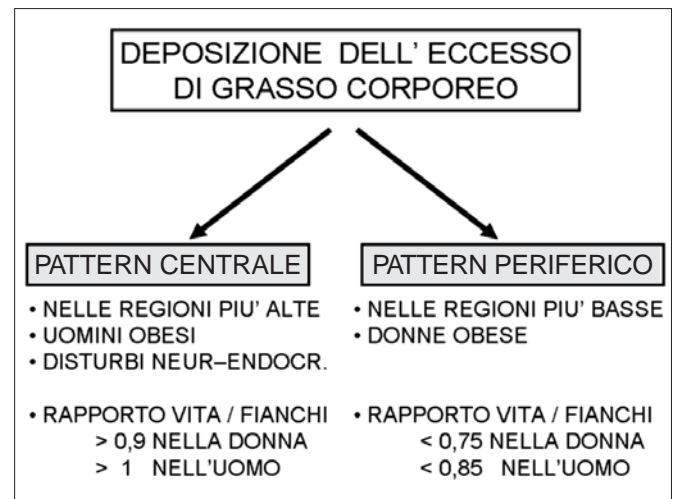 DEPOSIZIONE DELL' ECCESSO
DI GRASSO CORPOREO
PATTERN CENTRALE
• NELLE REGIONI PIU' ALTE
• UOMINI OBESI
• DISTURBI NEUR–ENDOCR.
• RAPPORTO VITA / FIANCHI
> 0,9 NELLA DONNA
> 1 NELL'UOMO
PATTERN PERIFERICO
• NELLE REGIONI PIU' BASSE
• DONNE OBESE
• RAPPORTO VITA / FIANCHI
< 0,75 NELLA DONNA
< 0,85 NELL'UOMO